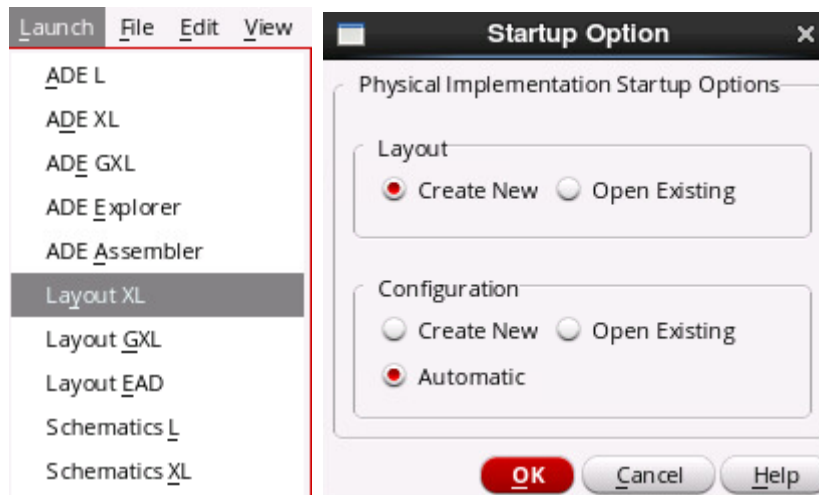 Launch File Edit View
ADE L
ADE XL
ADE GXL
ADE Explorer
ADE Assembler
Layout XL
Layout GXL
Layout EAD
Schematics L
Schematics XL
Startup Option
Physical Implementation Startup Options
Layout
Create New Open Existing
Configuration
Create New Open Existing
Automatic
OK Cancel Help